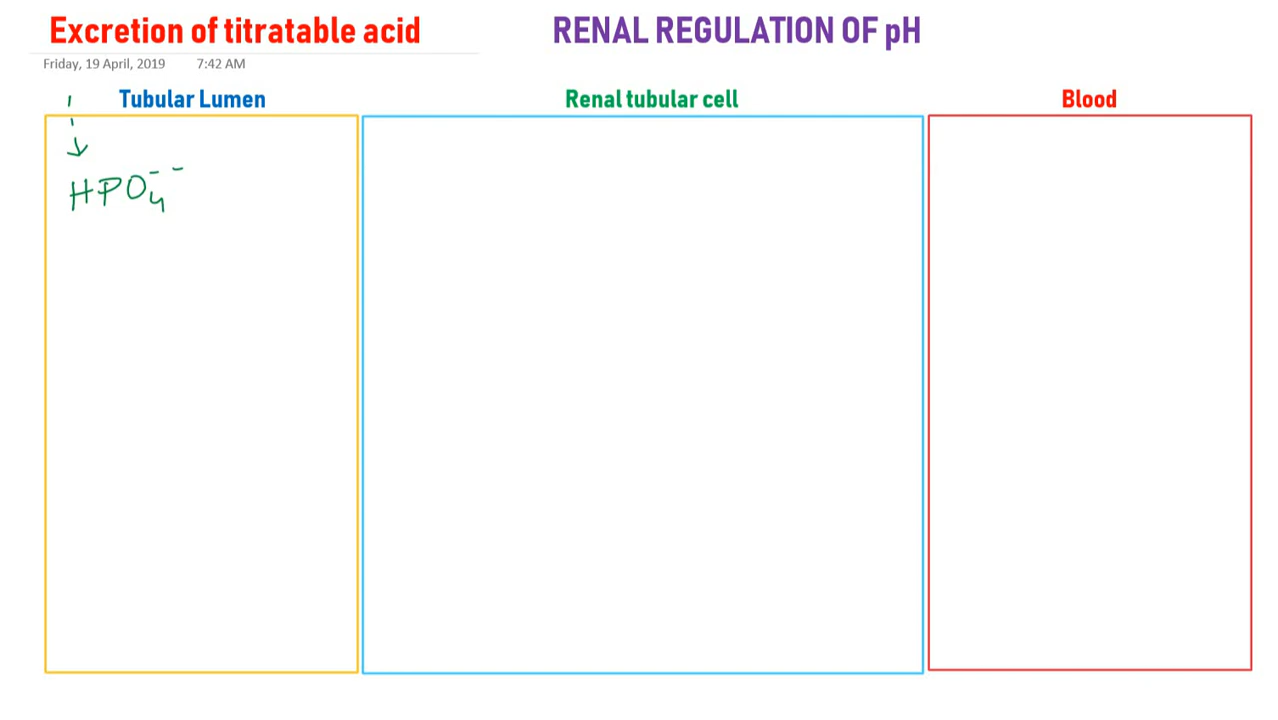 Excretion of titratable acid
RENAL REGULATION OF pH
Friday, 19 April, 2019 7:42 AM
Tubular Lumen
Renal tubular cell
Blood
HPO₄⁻⁻